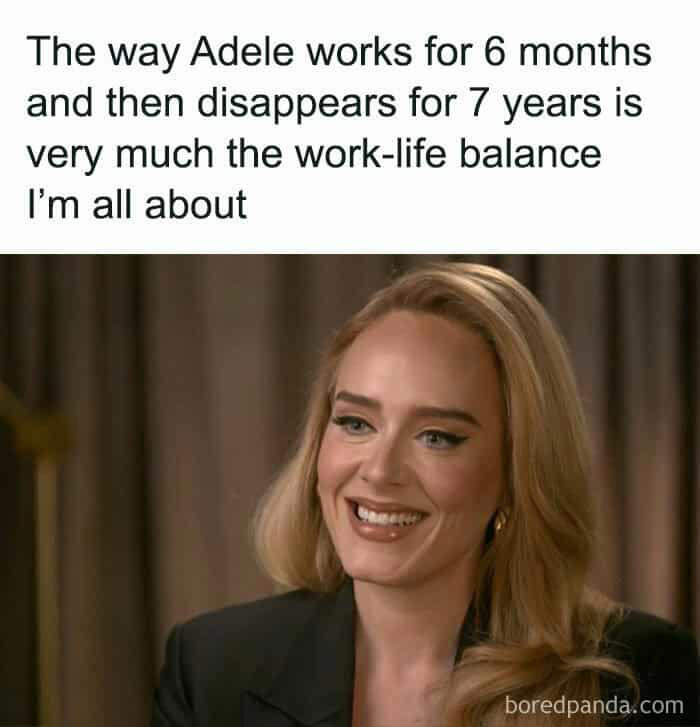 The way Adele works for 6 months
and then disappears for 7 years is
very much the work-life balance
I’m all about
boredpanda.com